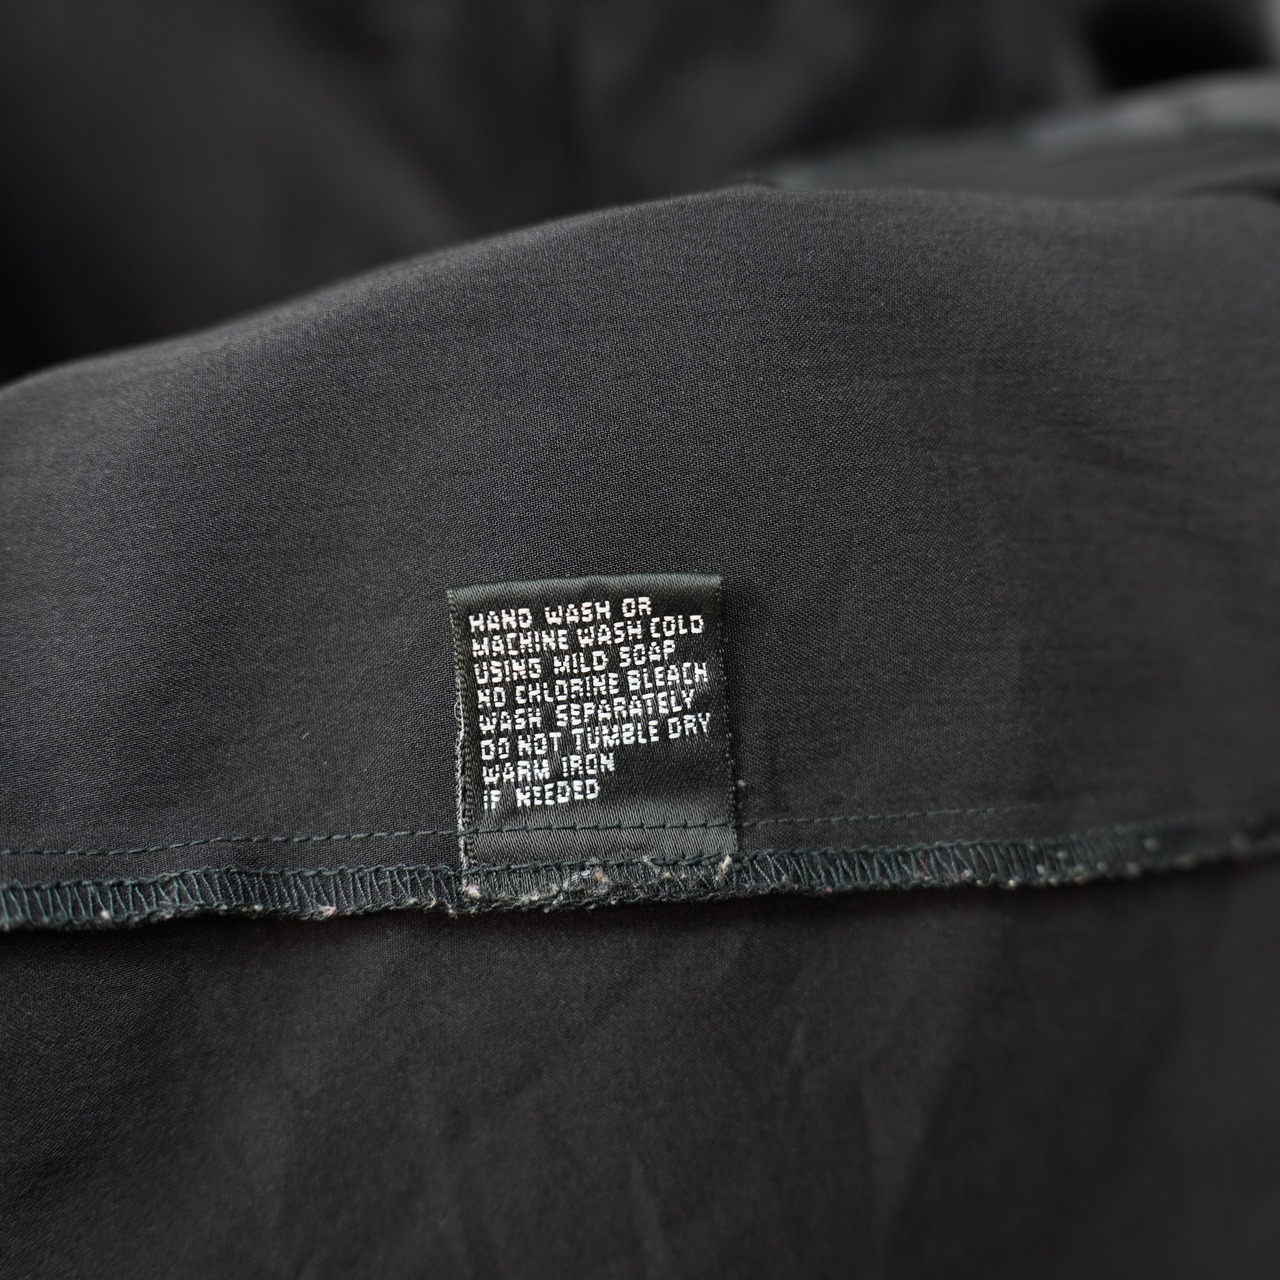 HAND WASH OR
MACHINE WASH COLD
USING MILD SOAP
NO CHLORINE BLEACH
WASH SEPARATELY
DO NOT TUMBLE DRY
WARM IRON
IF NEEDED